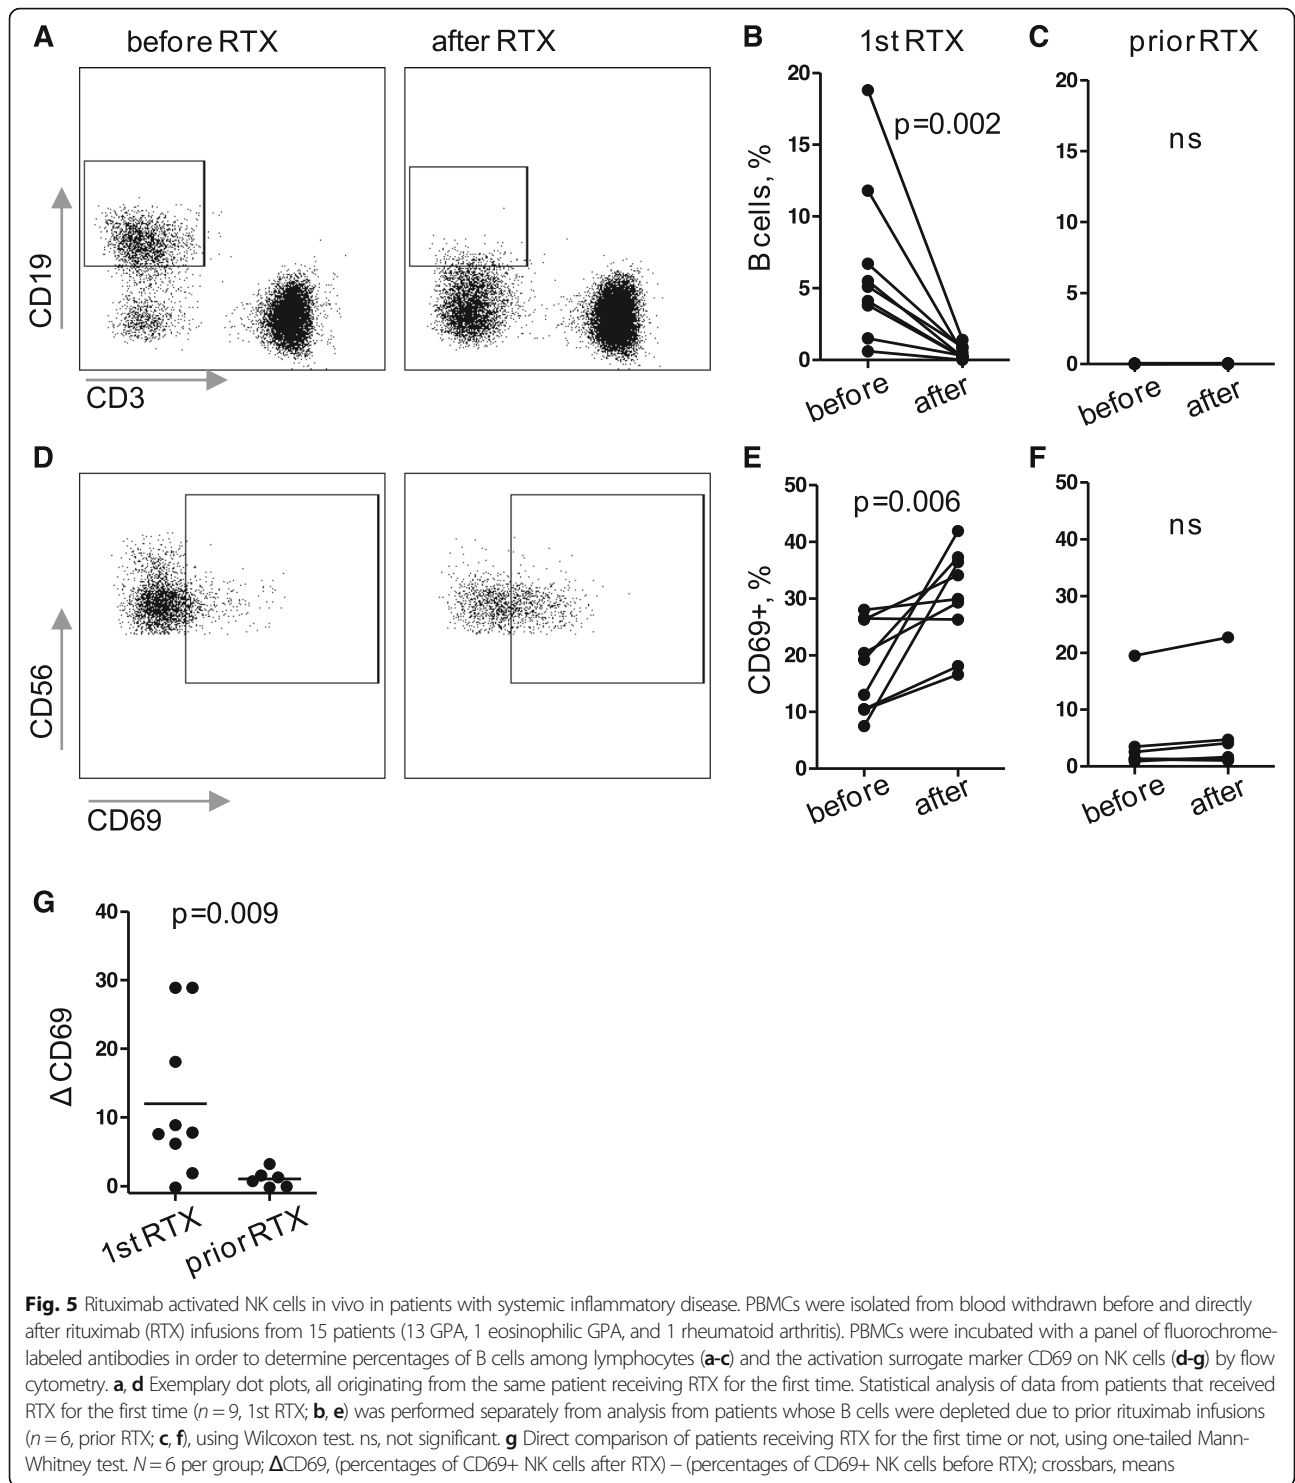 A
before RTX
after RTX
CD19
CD3
B
1st RTX
B cells, %
20
15
10
5
0
p=0.002
before
after
C
prior RTX
20
15
10
5
0
ns
before
after
D
CD56
CD69
E
CD69+, %
50
40
30
20
10
0
p=0.006
before
after
F
50
40
30
20
10
0
ns
before
after
G
Δ CD69
40
30
20
10
0
p=0.009
1st RTX
prior RTX
Fig. 5 Rituximab activated NK cells in vivo in patients with systemic inflammatory disease. PBMCs were isolated from blood withdrawn before and directly
after rituximab (RTX) infusions from 15 patients (13 GPA, 1 eosinophilic GPA, and 1 rheumatoid arthritis). PBMCs were incubated with a panel of fluorochrome-
labeled antibodies in order to determine percentages of B cells among lymphocytes (a-c) and the activation surrogate marker CD69 on NK cells (d-g) by flow
cytometry. a, d Exemplary dot plots, all originating from the same patient receiving RTX for the first time. Statistical analysis of data from patients that received
RTX for the first time (n = 9, 1st RTX; b, e) was performed separately from analysis from patients whose B cells were depleted due to prior rituximab infusions
(n = 6, prior RTX; c, f), using Wilcoxon test. ns, not significant. g Direct comparison of patients receiving RTX for the first time or not, using one-tailed Mann-
Whitney test. N = 6 per group; ΔCD69, (percentages of CD69+ NK cells after RTX) – (percentages of CD69+ NK cells before RTX); crossbars, means